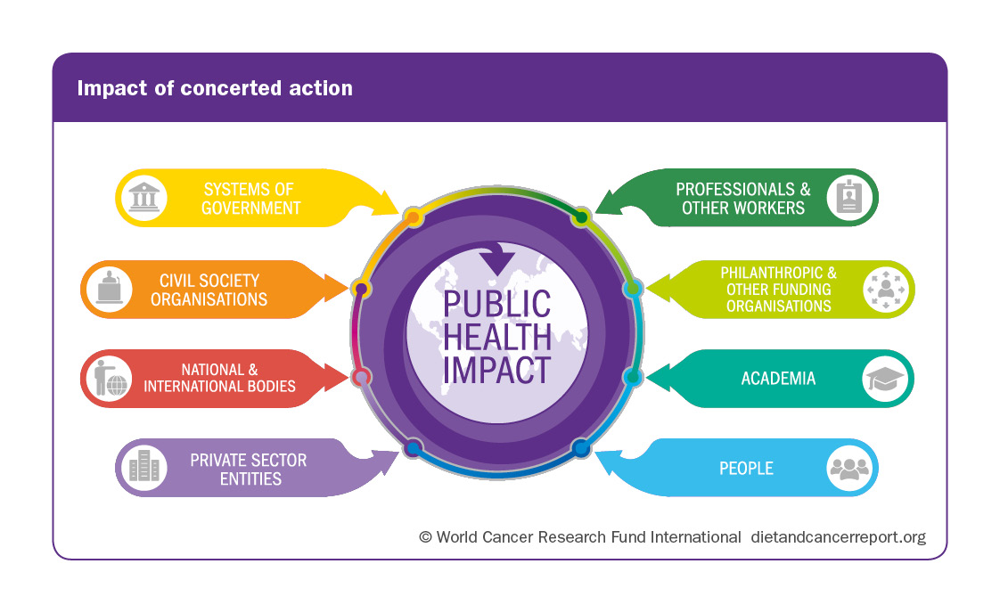 Impact of concerted action
SYSTEMS OF
GOVERNMENT
CIVIL SOCIETY
ORGANISATIONS
NATIONAL &
INTERNATIONAL BODIES
PRIVATE SECTOR
ENTITIES
PUBLIC
HEALTH
IMPACT
PROFESSIONALS &
OTHER WORKERS
PHILANTHROPIC &
OTHER FUNDING
ORGANISATIONS
ACADEMIA
PEOPLE
© World Cancer Research Fund International dietandcancerreport.org